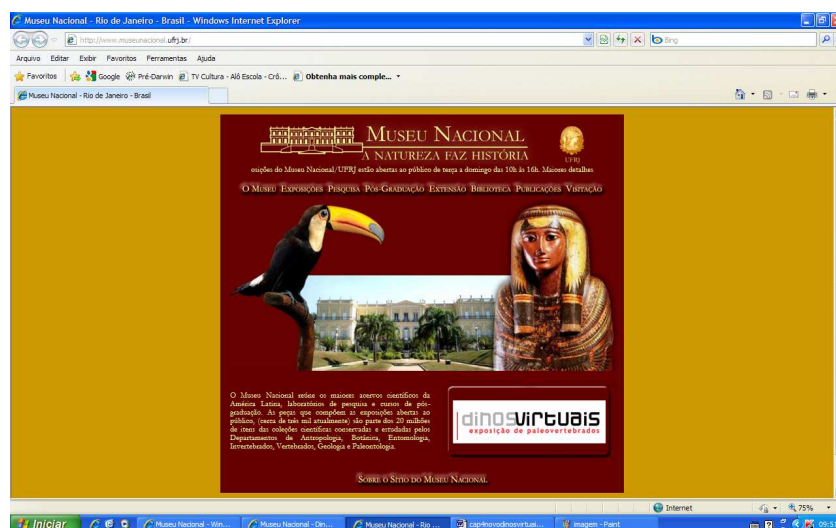 Museu Nacional - Rio de Janeiro - Brasil - Windows Internet Explorer
http://www.museunacional.ufrj.br/
Bing
Arquivo Editar Exibir Favoritos Ferramentas Ajuda
Favoritos Google Pré-Darwin TV Cultura - Alô Escola - Crô... Obtenha mais comple...
Museu Nacional - Rio de Janeiro - Brasil
MUSEU NACIONAL
A NATUREZA FAZ HISTÓRIA
UFRJ
osições do Museu Nacional/UFRJ estão abertas ao público de terça a domingo das 10h às 16h. Maiores detalhes
O MUSEU EXPOSIÇÕES PESQUISA PÓS-GRADUAÇÃO EXTENSÃO BIBLIOTECA PUBLICAÇÕES VISITAÇÃO
O Museu Nacional reúne os maiores acervos científicos da
América Latina, laboratórios de pesquisa e cursos de pós-
graduação. As peças que compõem as exposições abertas ao
público, (cerca de três mil atualmente) são parte dos 20 milhões
de itens das coleções científicas conservadas e estudadas pelos
Departamentos de Antropologia, Botânica, Entomologia,
Invertebrados, Vertebrados, Geologia e Paleontologia.
dinosvirtuais
exposição de paleovertebrados
SOBRE O SÍTIO DO MUSEU NACIONAL
Internet 75%
Iniciar Museu Nacional - Win... Museu Nacional - Din... Museu Nacional - Rio ... cap4novodinosvirtuai... imagem - Paint